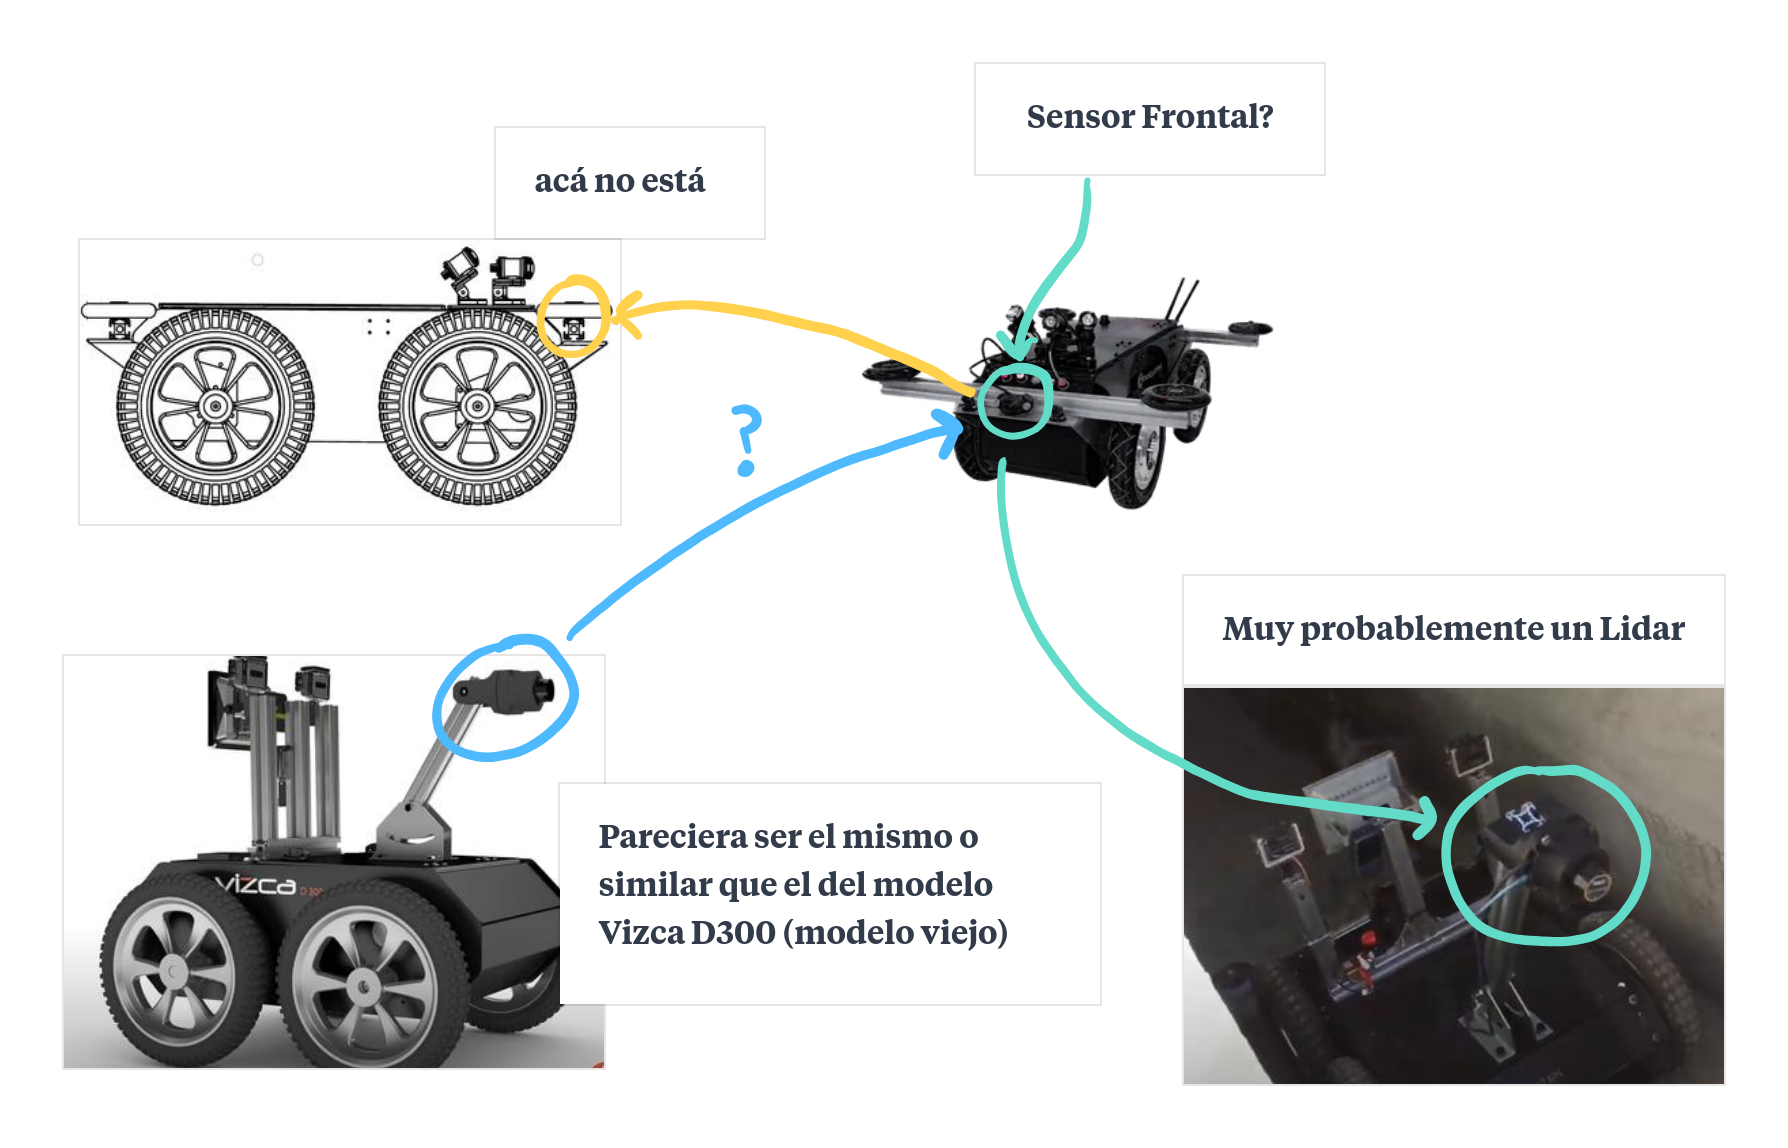 Sensor Frontal?
acá no está
?
Muy probablemente un Lidar
vizca D300
Pareciera ser el mismo o
similar que el del modelo
Vizca D300 (modelo viejo)